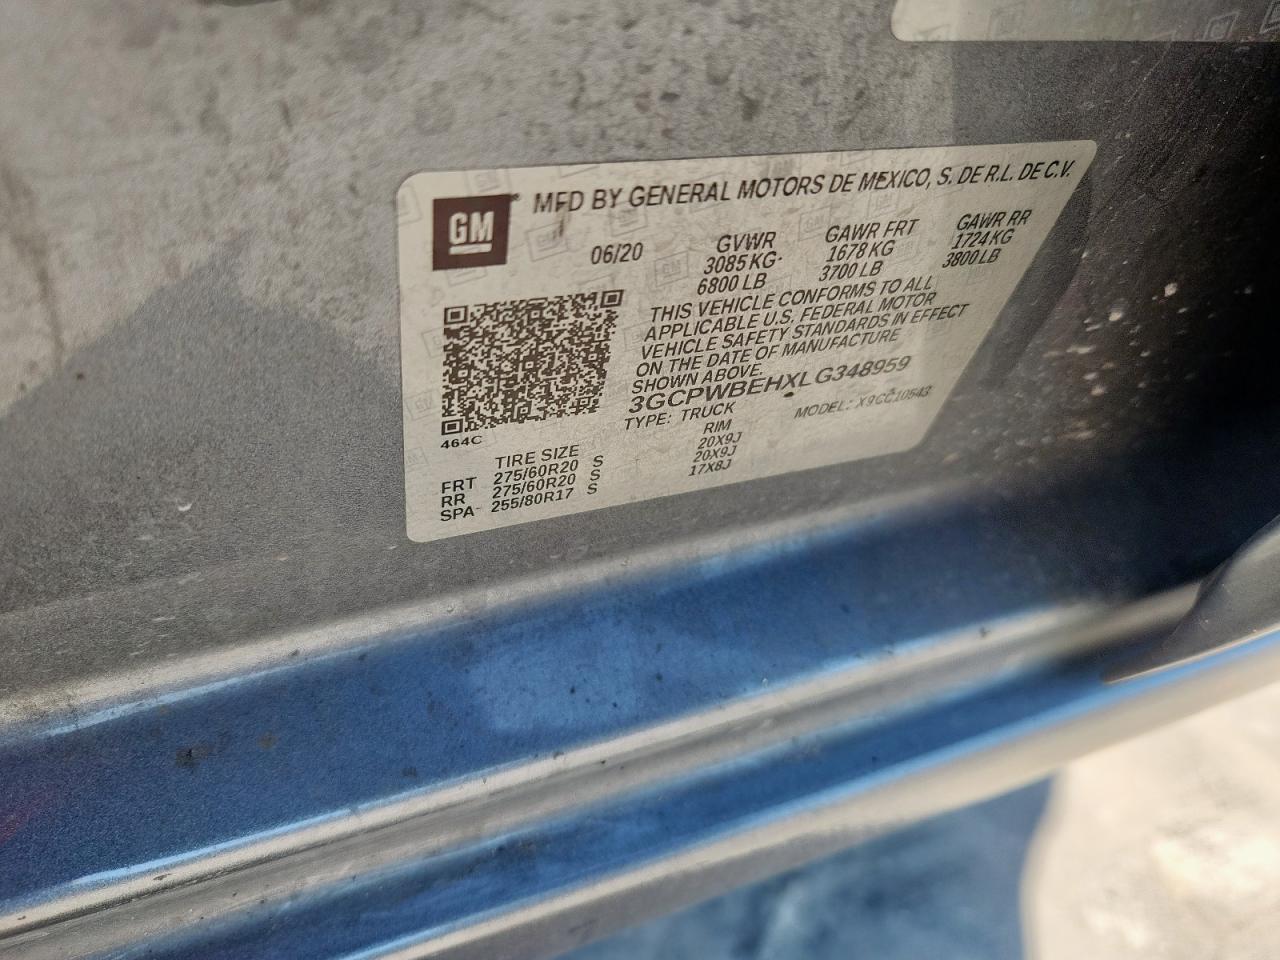 GM MFD BY GENERAL MOTORS DE MEXICO, S. DE R.L. DE C.V.
06/20 GVWR GAWR FRT GAWR RR
3085 KG 1678 KG 1724 KG
6800 LB 3700 LB 3800 LB
THIS VEHICLE CONFORMS TO ALL
APPLICABLE U.S. FEDERAL MOTOR
VEHICLE SAFETY STANDARDS IN EFFECT
ON THE DATE OF MANUFACTURE
SHOWN ABOVE.
3GCPWBEHXLG348959
TYPE: TRUCK MODEL: X9CC10543
464C
TIRE SIZE RIM
FRT 275/60R20 S 20X9J
RR 275/60R20 S 20X9J
SPA 255/80R17 S 17X8J